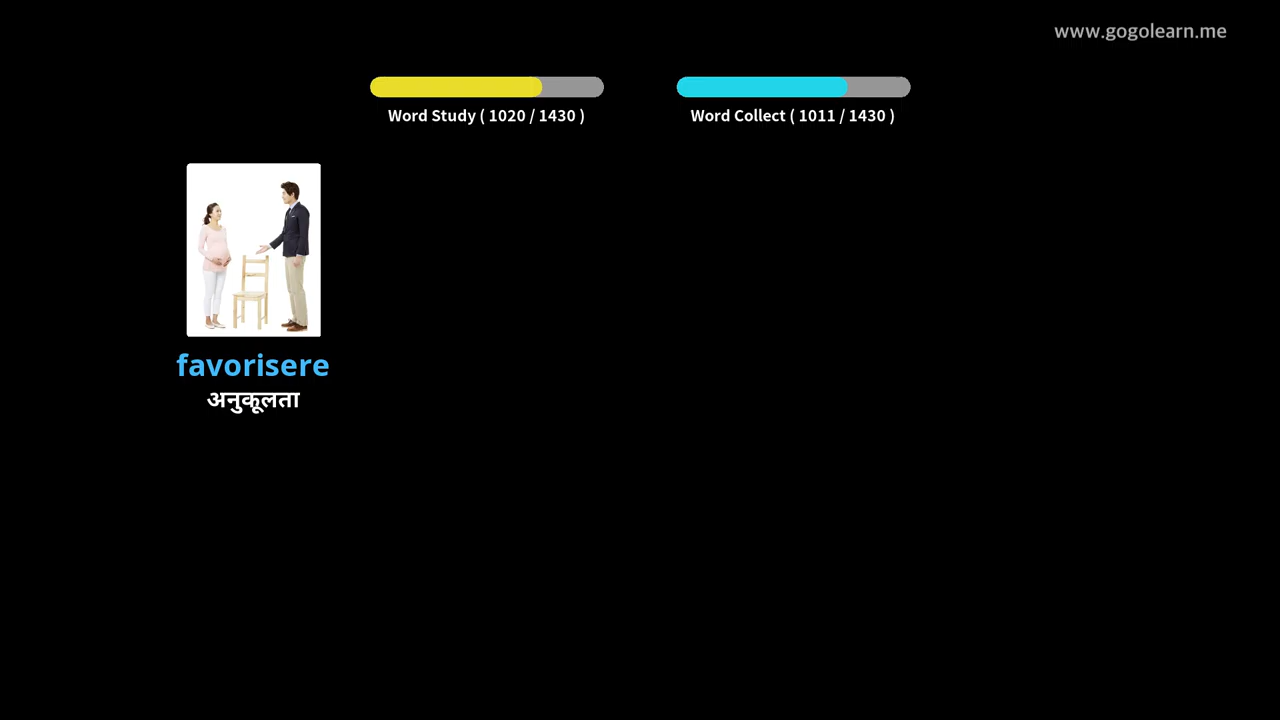 www.gogolearn.me
Word Study ( 1020 / 1430 )
Word Collect ( 1011 / 1430 )
favorisere
अनुकूलता